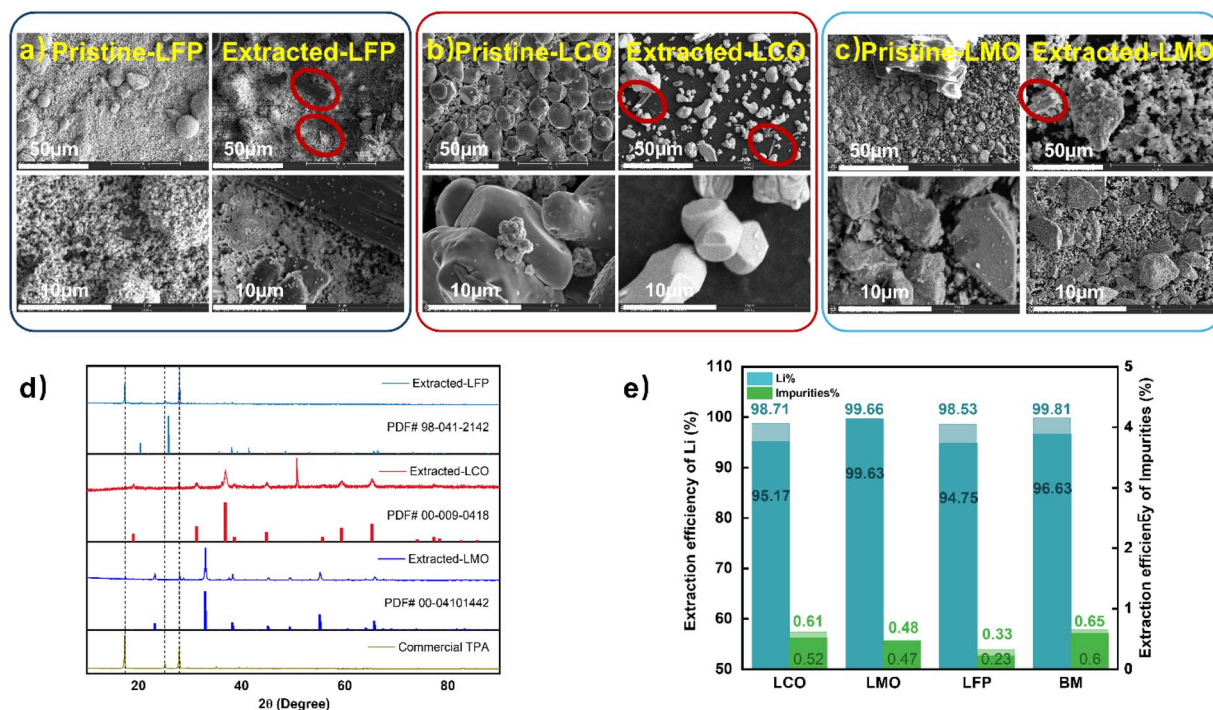 a)Pristine-LFP Extracted-LFP
50μm 50μm
10μm 10μm
b)Pristine-LCO Extracted-LCO
50μm 50μm
10μm 10μm
c)Pristine-LMO Extracted-LMO
50μm 50μm
10μm 10μm
d)
Extracted-LFP
PDF# 98-041-2142
Extracted-LCO
PDF# 00-009-0418
Extracted-LMO
PDF# 00-04101442
Commercial TPA
20 40 60 80
2θ (Degree)
e)
Extraction efficiency of Li (%)
110
100
90
80
70
60
50
Li%
Impurities%
98.71 99.66 98.53 99.81
95.17 99.63 94.75 96.63
0.61 0.48 0.33 0.65
0.52 0.47 0.23 0.6
LCO LMO LFP BM
5
4
3
2
1
0
Extraction efficiency of Impurities (%)